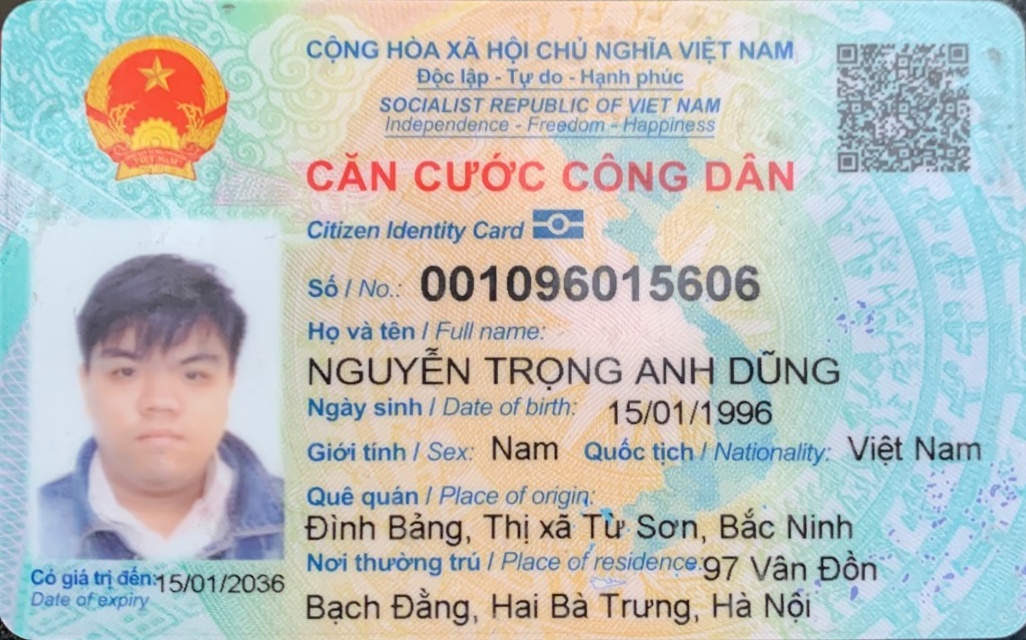 CỘNG HÒA XÃ HỘI CHỦ NGHĨA VIỆT NAM
Độc lập - Tự do - Hạnh phúc
SOCIALIST REPUBLIC OF VIET NAM
Independence - Freedom - Happiness
CĂN CƯỚC CÔNG DÂN
Citizen Identity Card
Số / No.: 001096015606
Họ và tên / Full name:
NGUYỄN TRỌNG ANH DŨNG
Ngày sinh / Date of birth: 15/01/1996
Giới tính / Sex: Nam Quốc tịch / Nationality: Việt Nam
Quê quán / Place of origin:
Đình Bảng, Thị xã Từ Sơn, Bắc Ninh
Nơi thường trú / Place of residence: 97 Vân Đồn
Bạch Đằng, Hai Bà Trưng, Hà Nội
Có giá trị đến: 15/01/2036
Date of expiry
VIỆT NAM